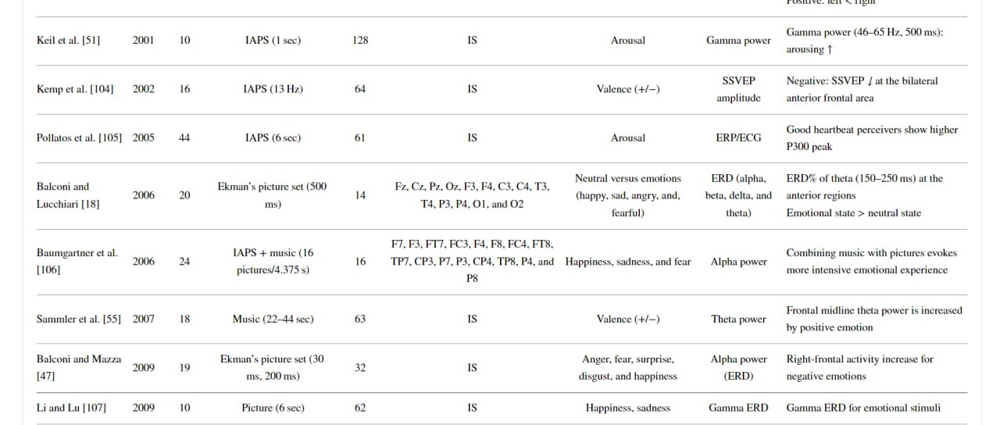 Positive: left < right
Keil et al. [51] 2001 10 IAPS (1 sec) 128 IS Arousal Gamma power Gamma power (46–65 Hz, 500 ms):
arousing ↑
Kemp et al. [104] 2002 16 IAPS (13 Hz) 64 IS Valence (+/−) SSVEP
amplitude Negative: SSVEP ↓ at the bilateral
anterior frontal area
Pollatos et al. [105] 2005 44 IAPS (6 sec) 61 IS Arousal ERP/ECG Good heartbeat perceivers show higher
P300 peak
Balconi and
Lucchiari [18] 2006 20 Ekman's picture set (500
ms) 14 Fz, Cz, Pz, Oz, F3, F4, C3, C4, T3,
T4, P3, P4, O1, and O2 Neutral versus emotions
(happy, sad, angry, and,
fearful) ERD (alpha,
beta, delta, and
theta) ERD% of theta (150–250 ms) at the
anterior regions
Emotional state > neutral state
Baumgartner et al.
[106] 2006 24 IAPS + music (16
pictures/4.375 s) 16 F7, F3, FT7, FC3, F4, F8, FC4, FT8,
TP7, CP3, P7, P3, CP4, TP8, P4, and
P8 Happiness, sadness, and fear Alpha power Combining music with pictures evokes
more intensive emotional experience
Sammler et al. [55] 2007 18 Music (22–44 sec) 63 IS Valence (+/−) Theta power Frontal midline theta power is increased
by positive emotion
Balconi and Mazza
[47] 2009 19 Ekman's picture set (30
ms, 200 ms) 32 IS Anger, fear, surprise,
disgust, and happiness Alpha power
(ERD) Right-frontal activity increase for
negative emotions
Li and Lu [107] 2009 10 Picture (6 sec) 62 IS Happiness, sadness Gamma ERD Gamma ERD for emotional stimuli